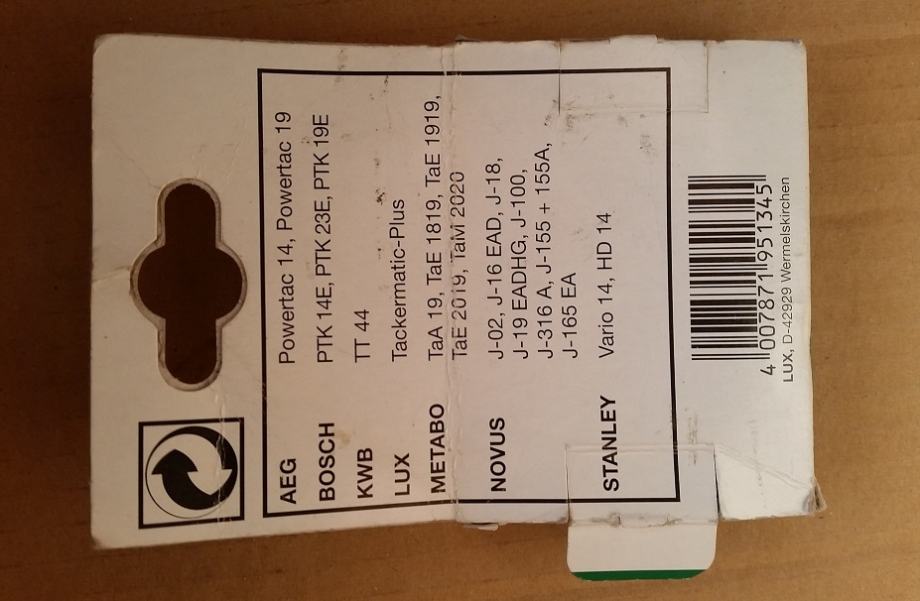 AEG Powertac 14, Powertac 19
BOSCH PTK 14E, PTK 23E, PTK 19E
KWB TT 44
LUX Tackermatic-Plus
METABO TaA 19, TaE 1819, TaE 1919,
TaE 2019, TaM 2020
NOVUS J-02, J-16 EAD, J-18,
J-19 EADHG, J-100,
J-316 A, J-155 + 155A,
J-165 EA
STANLEY Vario 14, HD 14
4 007871 951345
LUX, D-42929 Wermelskirchen